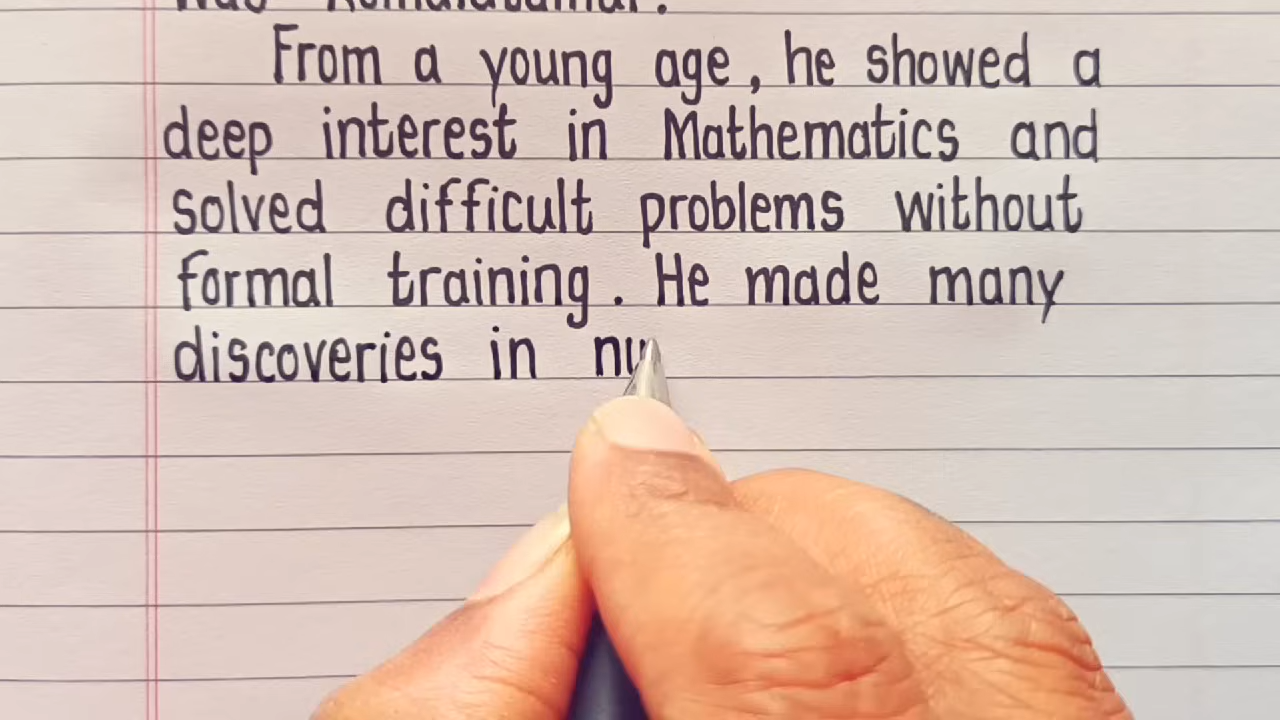 From a young age, he showed a
deep interest in Mathematics and
solved difficult problems without
formal training. He made many
discoveries in nu